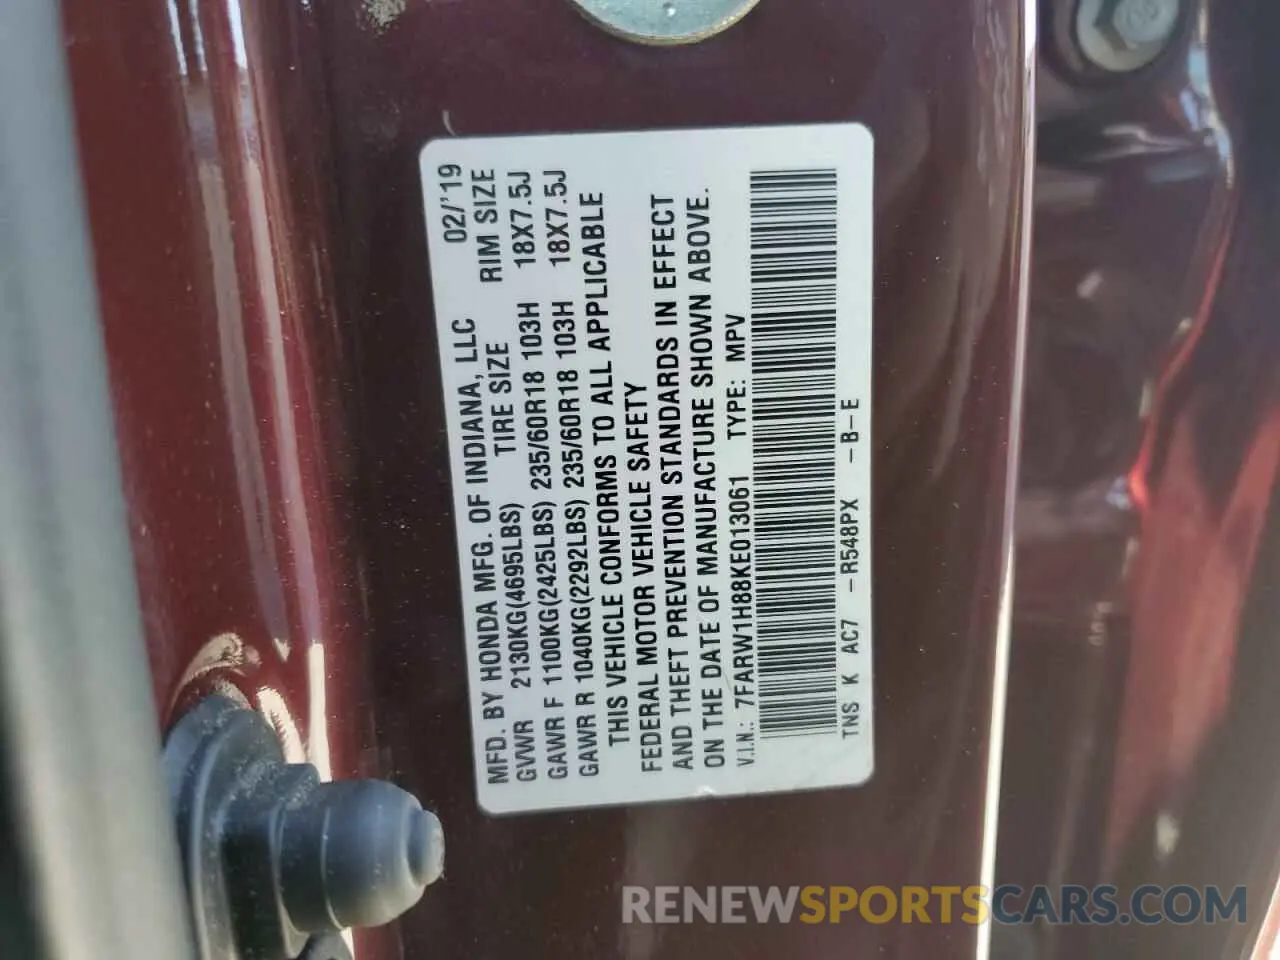 MFD. BY HONDA MFG. OF INDIANA, LLC 02/'19
GVWR 2130KG(4695LBS) TIRE SIZE RIM SIZE
GAWR F 1100KG(2425LBS) 235/60R18 103H 18X7.5J
GAWR R 1040KG(2292LBS) 235/60R18 103H 18X7.5J
THIS VEHICLE CONFORMS TO ALL APPLICABLE
FEDERAL MOTOR VEHICLE SAFETY
AND THEFT PREVENTION STANDARDS IN EFFECT
ON THE DATE OF MANUFACTURE SHOWN ABOVE.
V.I.N.: 7FARW1H88KE013061 TYPE: MPV
TNS K AC7 -R548PX -B-E
RENEWSPORTSCARS.COM